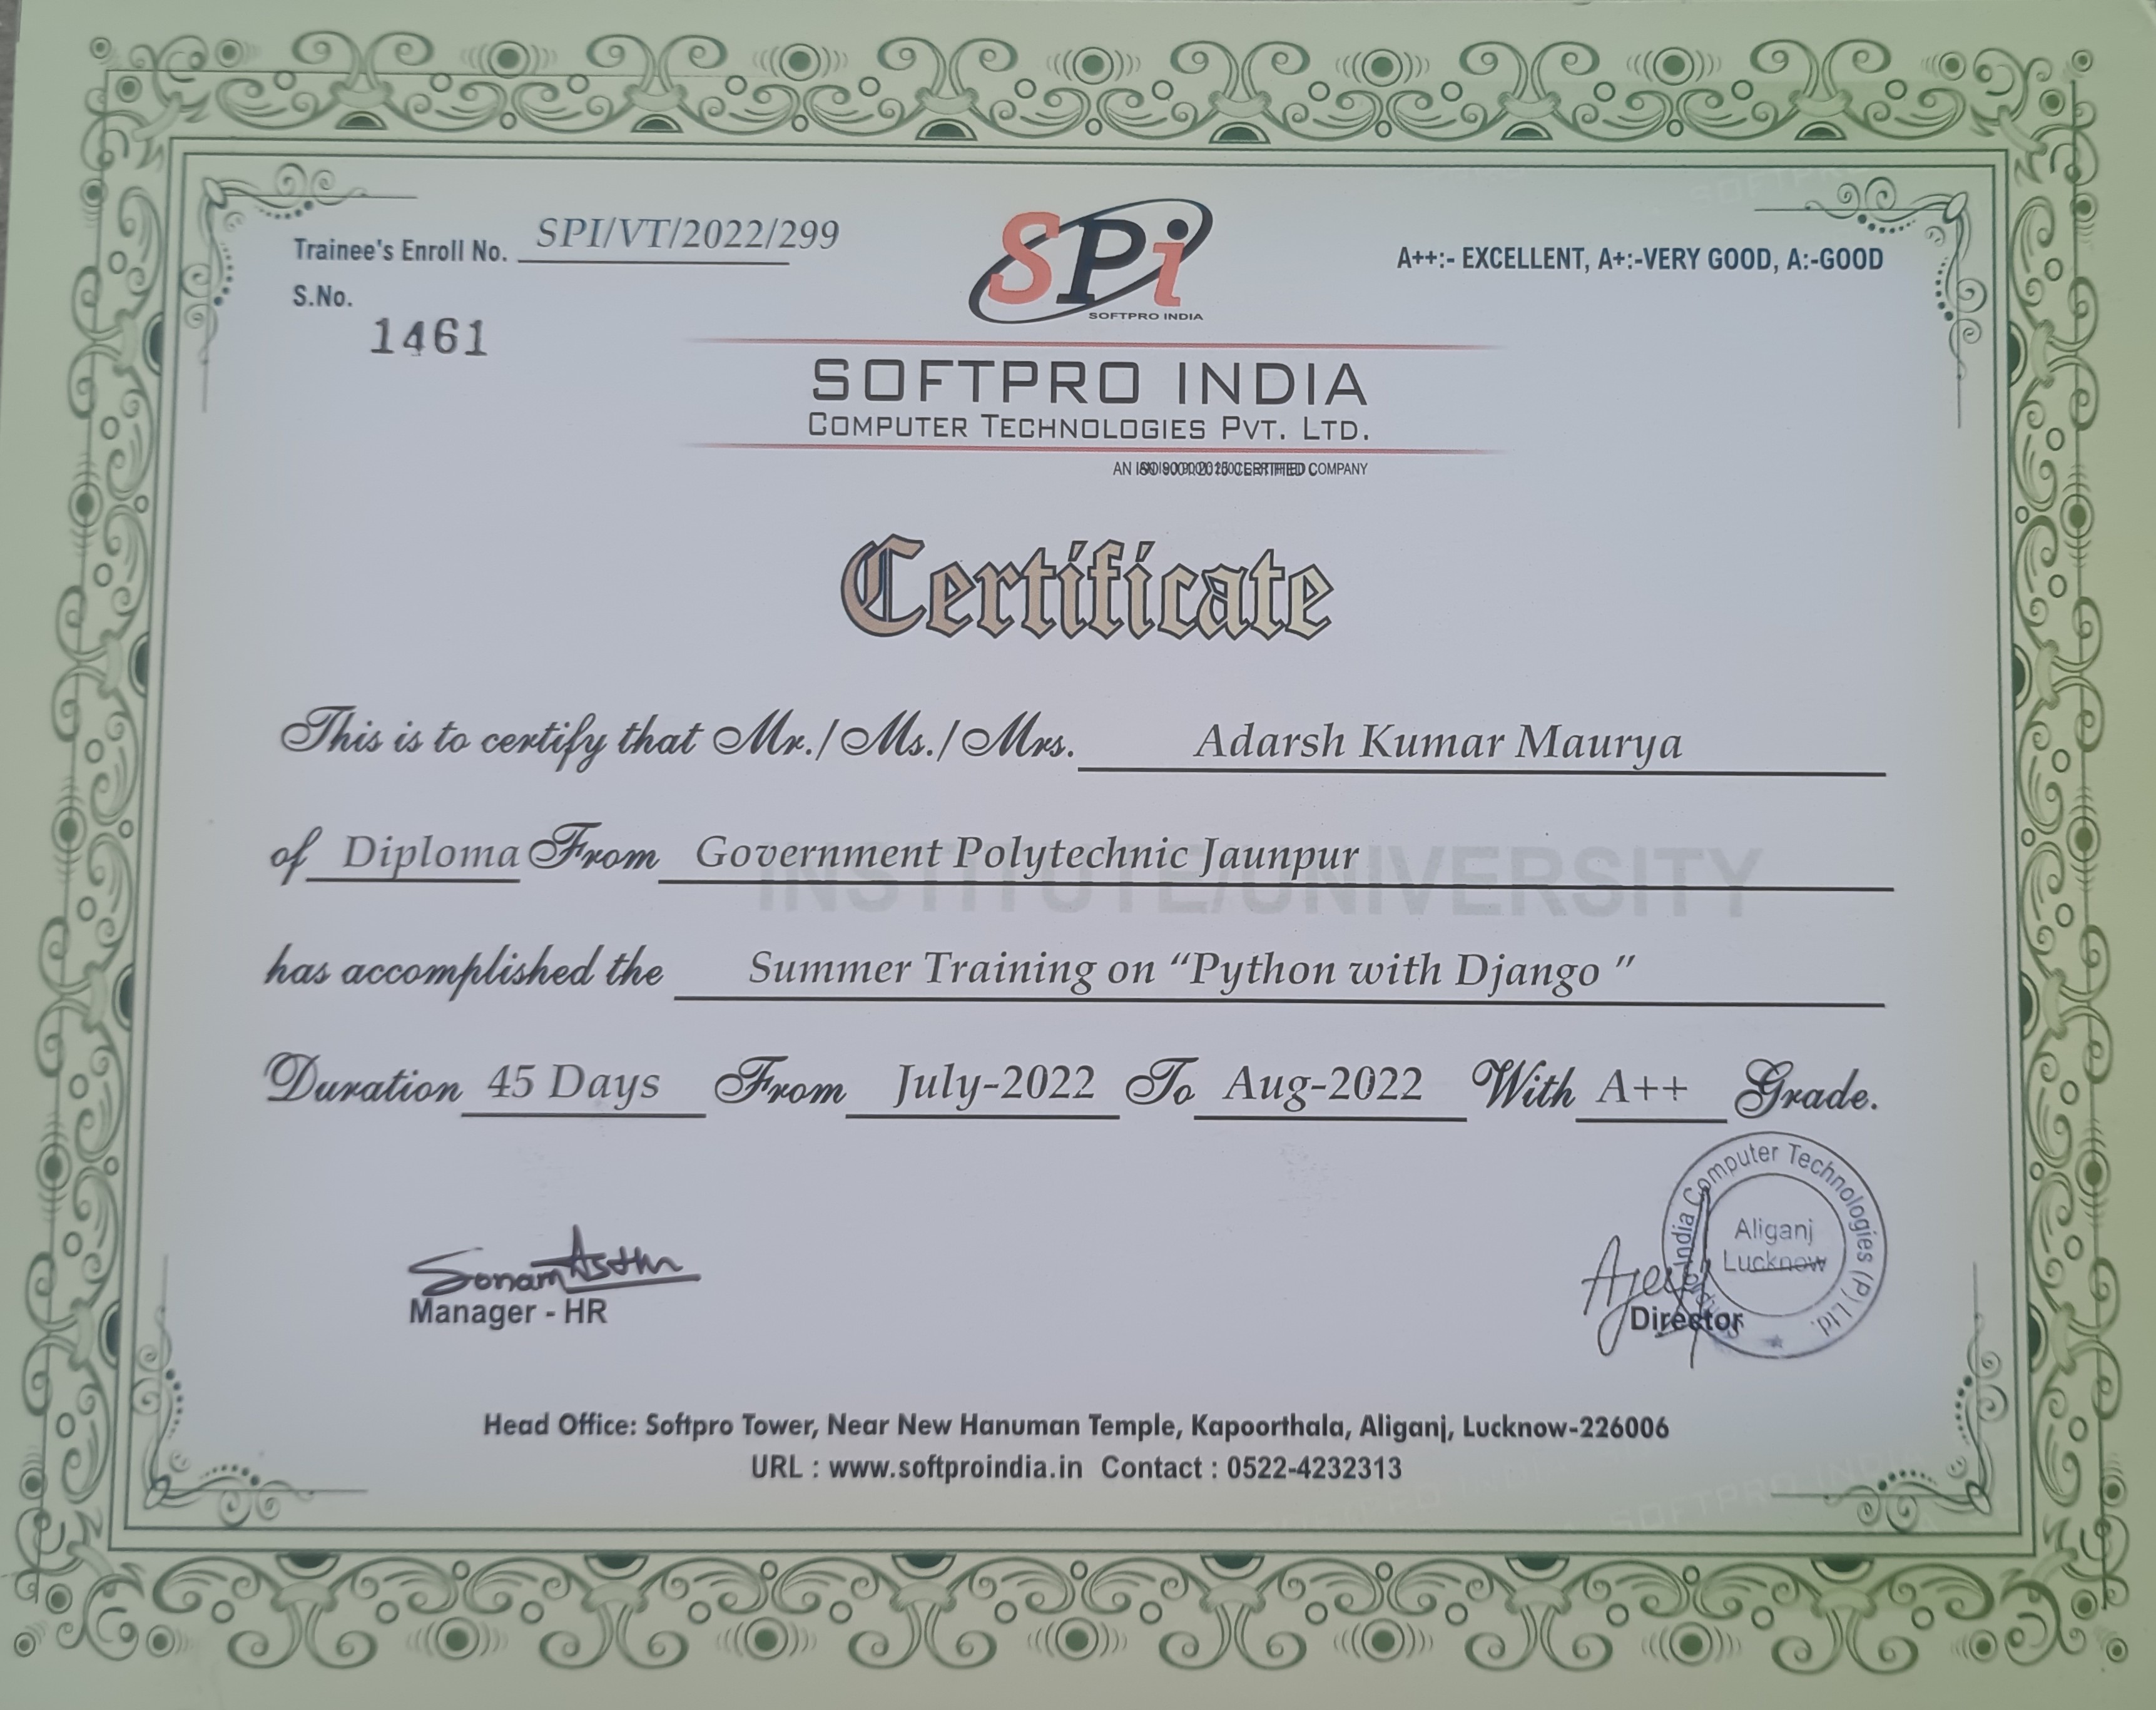 Trainee's Enroll No. SPI/VT/2022/299
S.No.
1461
SPi
SOFTPRO INDIA
A++:- EXCELLENT, A+:-VERY GOOD, A:-GOOD
SOFTPRO INDIA
COMPUTER TECHNOLOGIES PVT. LTD.
AN CERTIFIED COMPANY
Certificate
This is to certify that Mr./Ms./Mrs. Adarsh Kumar Maurya
of Diploma From Government Polytechnic Jaunpur
INSTITUTE/UNIVERSITY
has accomplished the Summer Training on “Python with Django ”
Duration 45 Days From July-2022 To Aug-2022 With A++ Grade.
Sonam
Manager - HR
India Computer Technologies (P) Ltd.
Aliganj
Lucknow
Director
Head Office: Softpro Tower, Near New Hanuman Temple, Kapoorthala, Aliganj, Lucknow-226006
URL : www.softproindia.in Contact : 0522-4232313
SOFTPRO INDIA